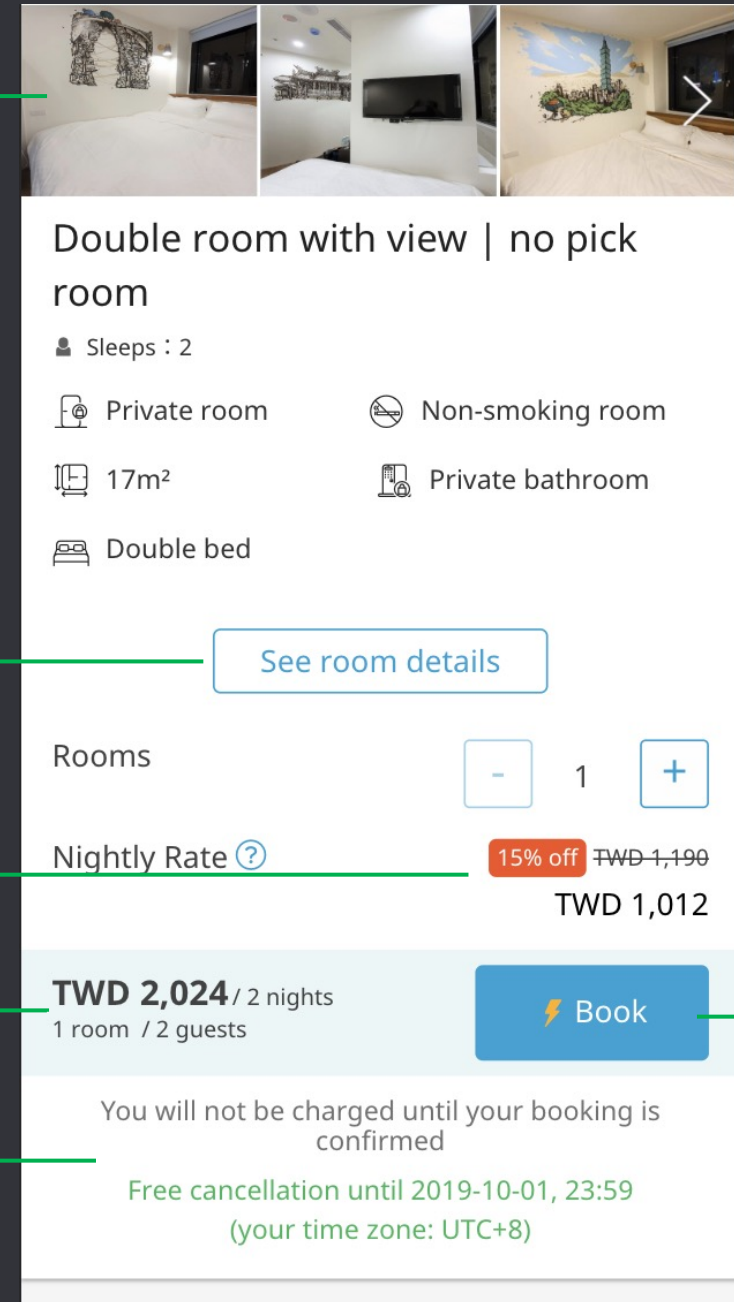 Double room with view | no pick
room
Sleeps：2
Private room
Non-smoking room
17m²
Private bathroom
Double bed
See room details
Rooms
- 1 +
Nightly Rate ? 15% off TWD 1,190
TWD 1,012
TWD 2,024 / 2 nights
1 room / 2 guests
Book
You will not be charged until your booking is
confirmed
Free cancellation until 2019-10-01, 23:59
(your time zone: UTC+8)